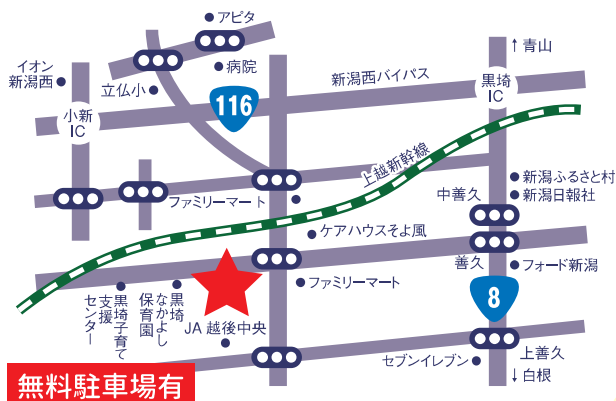 アピタ
↑青山
イオン
新潟西
病院
新潟西バイパス
黒埼
IC
立仏小
116
小新
IC
上越新幹線
新潟ふるさと村
ファミリーマート
中善久
新潟日報社
ケアハウスそよ風
善久
フォード新潟
ファミリーマート
黒埼子育て
支援
センター
黒埼
なかよし
保育園
8
JA 越後中央
上善久
セブンイレブン
↓白根
無料駐車場有